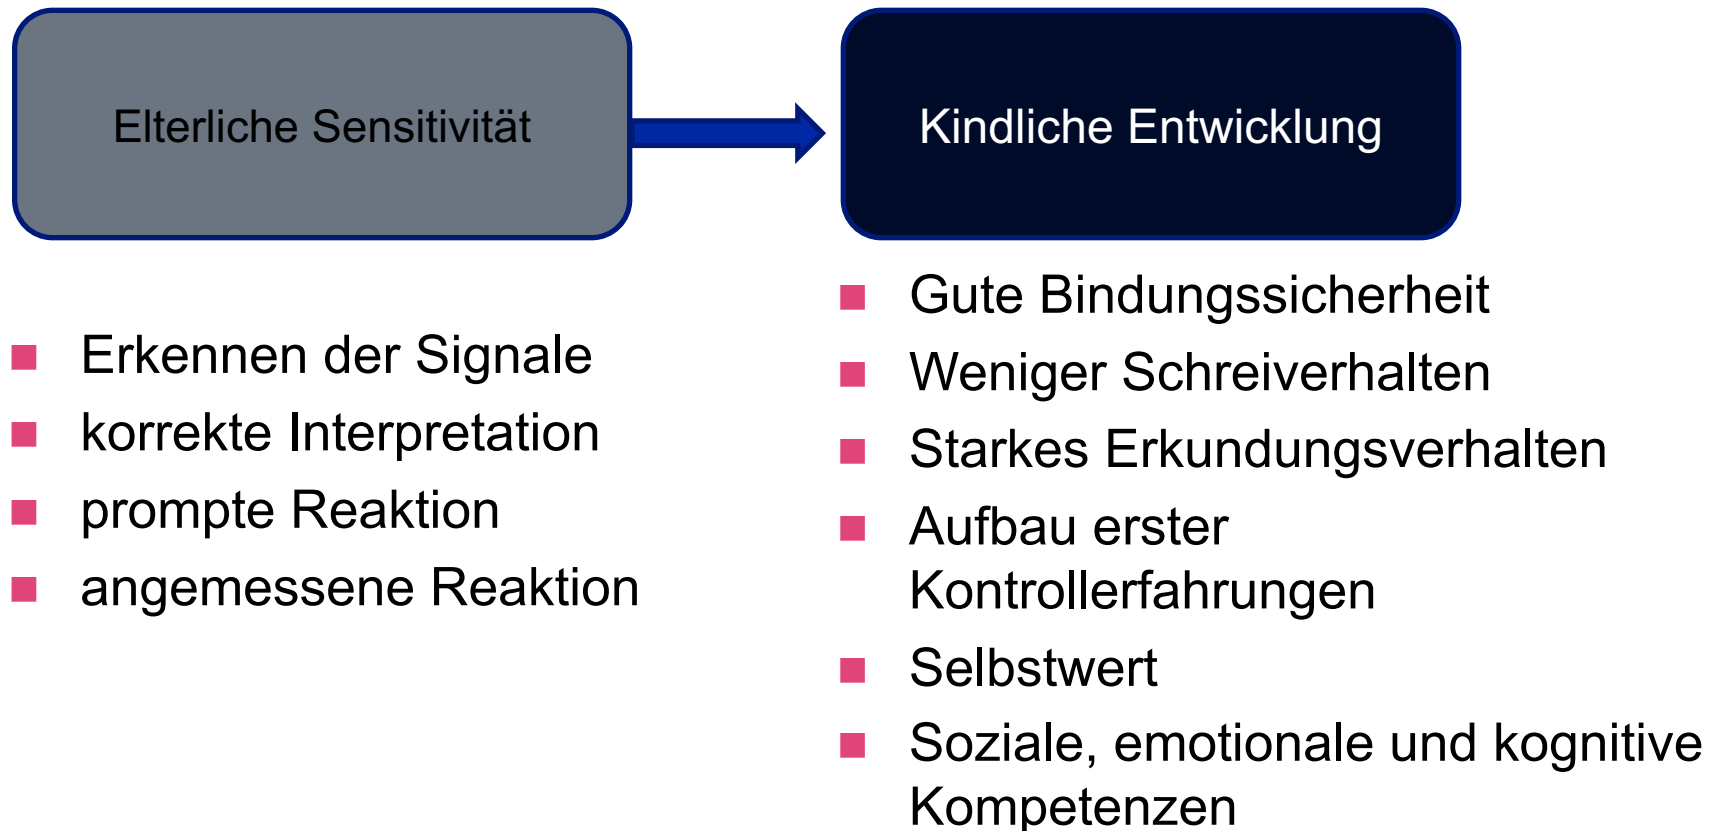 Elterliche Sensitivität
Kindliche Entwicklung
Erkennen der Signale
korrekte Interpretation
prompte Reaktion
angemessene Reaktion
Gute Bindungssicherheit
Weniger Schreiverhalten
Starkes Erkundungsverhalten
Aufbau erster
Kontrollerfahrungen
Selbstwert
Soziale, emotionale und kognitive
Kompetenzen